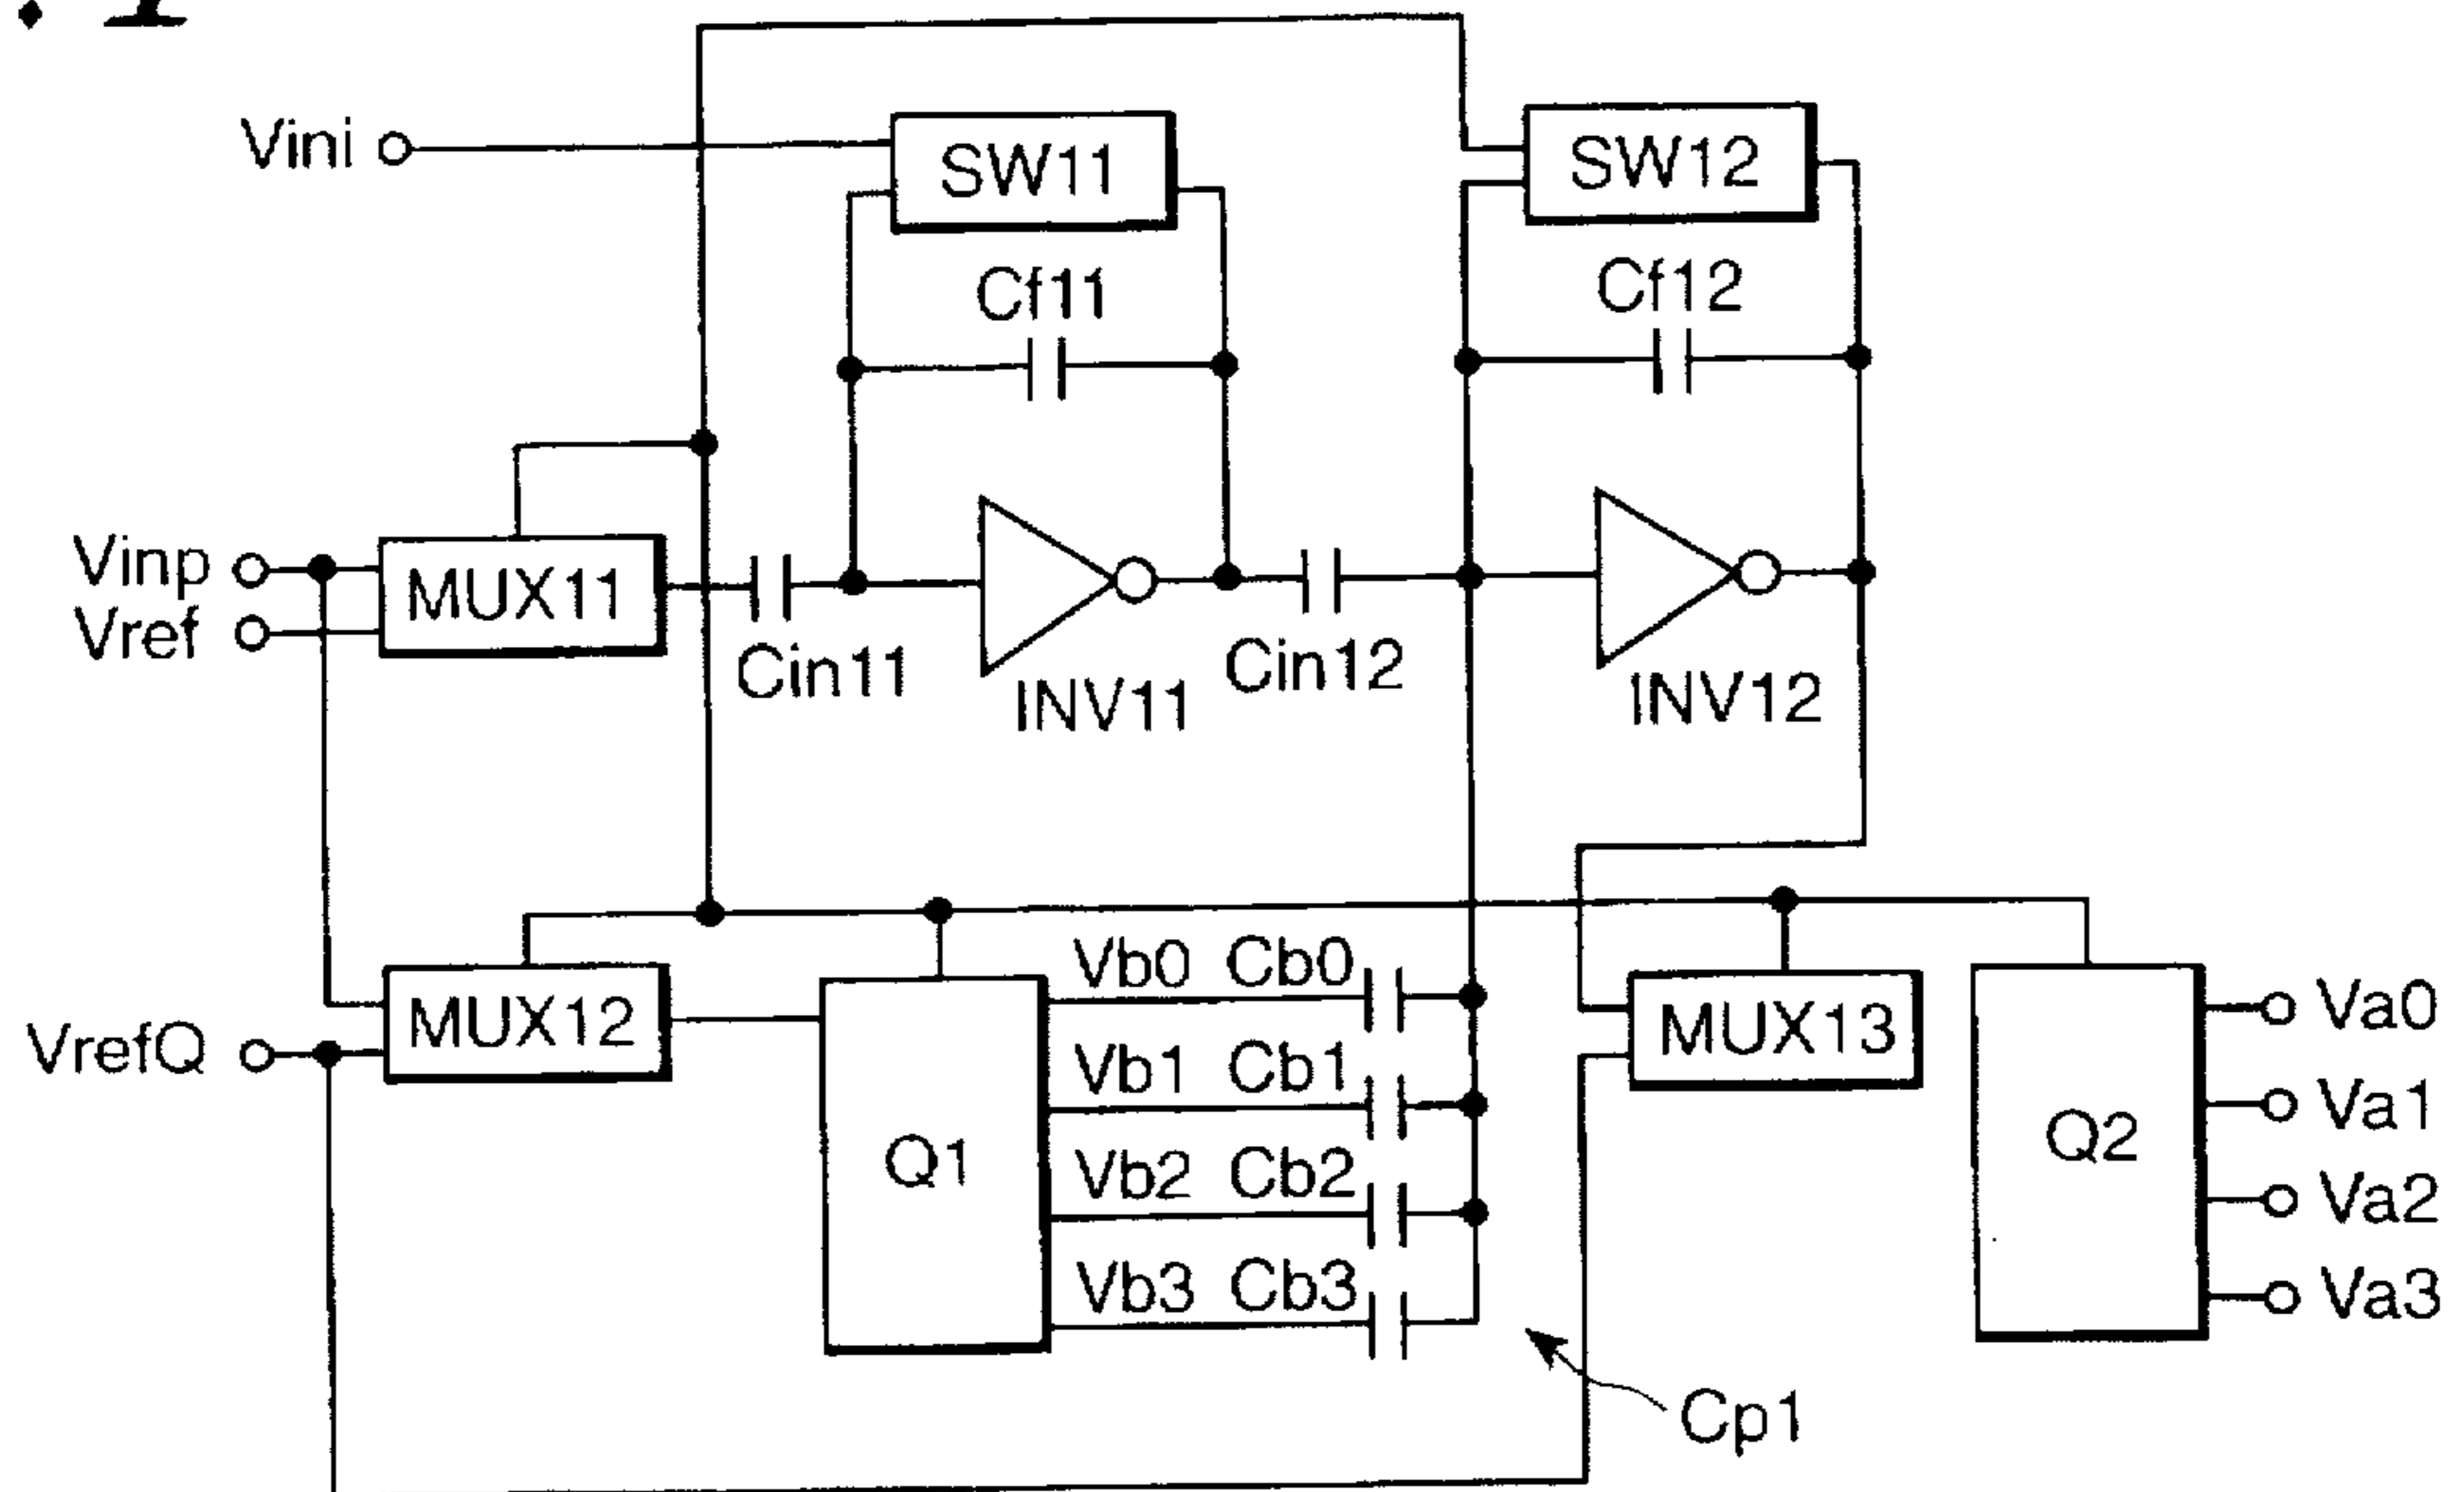 Vini
SW11
SW12
Cf11
Cf12
Vinp
Vref
MUX11
Cin11
INV11
Cin12
INV12
VrefQ
MUX12
Q1
Vb0 Cb0
Vb1 Cb1
Vb2 Cb2
Vb3 Cb3
MUX13
Q2
Va0
Va1
Va2
Va3
Cp1